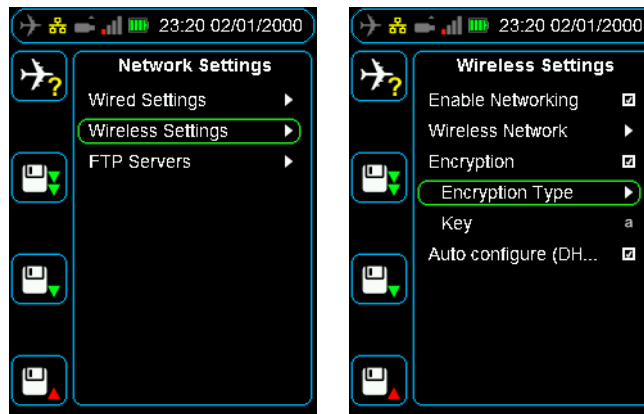 23:20 02/01/2000
Network Settings
Wired Settings
Wireless Settings
FTP Servers
23:20 02/01/2000
Wireless Settings
Enable Networking
Wireless Network
Encryption
Encryption Type
Key a
Auto configure (DH...